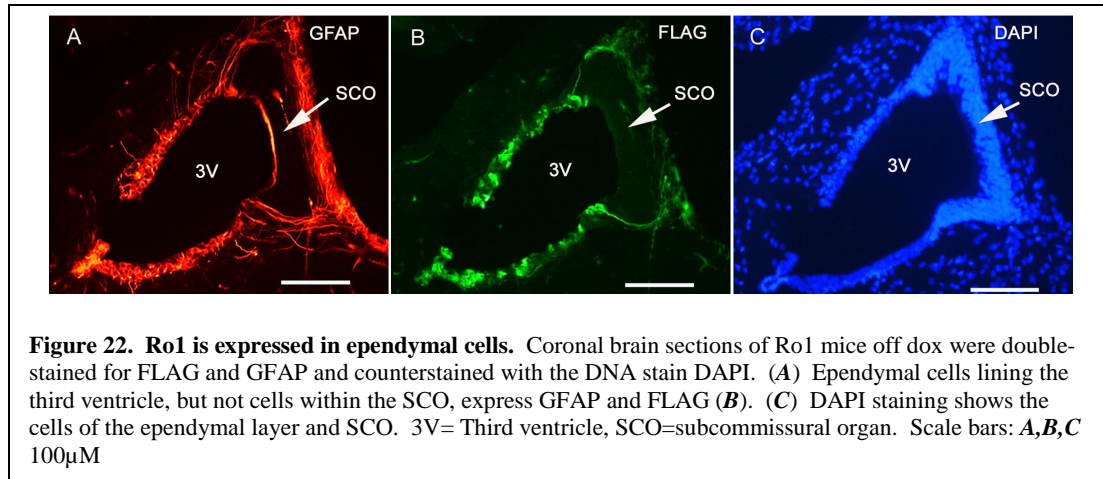 A GFAP B FLAG C DAPI
SCO SCO SCO
3V 3V 3V
Figure 22. Ro1 is expressed in ependymal cells. Coronal brain sections of Ro1 mice off dox were double-
stained for FLAG and GFAP and counterstained with the DNA stain DAPI. (A) Ependymal cells lining the
third ventricle, but not cells within the SCO, express GFAP and FLAG (B). (C) DAPI staining shows the
cells of the ependymal layer and SCO. 3V= Third ventricle, SCO=subcommissural organ. Scale bars: A,B,C
100µM